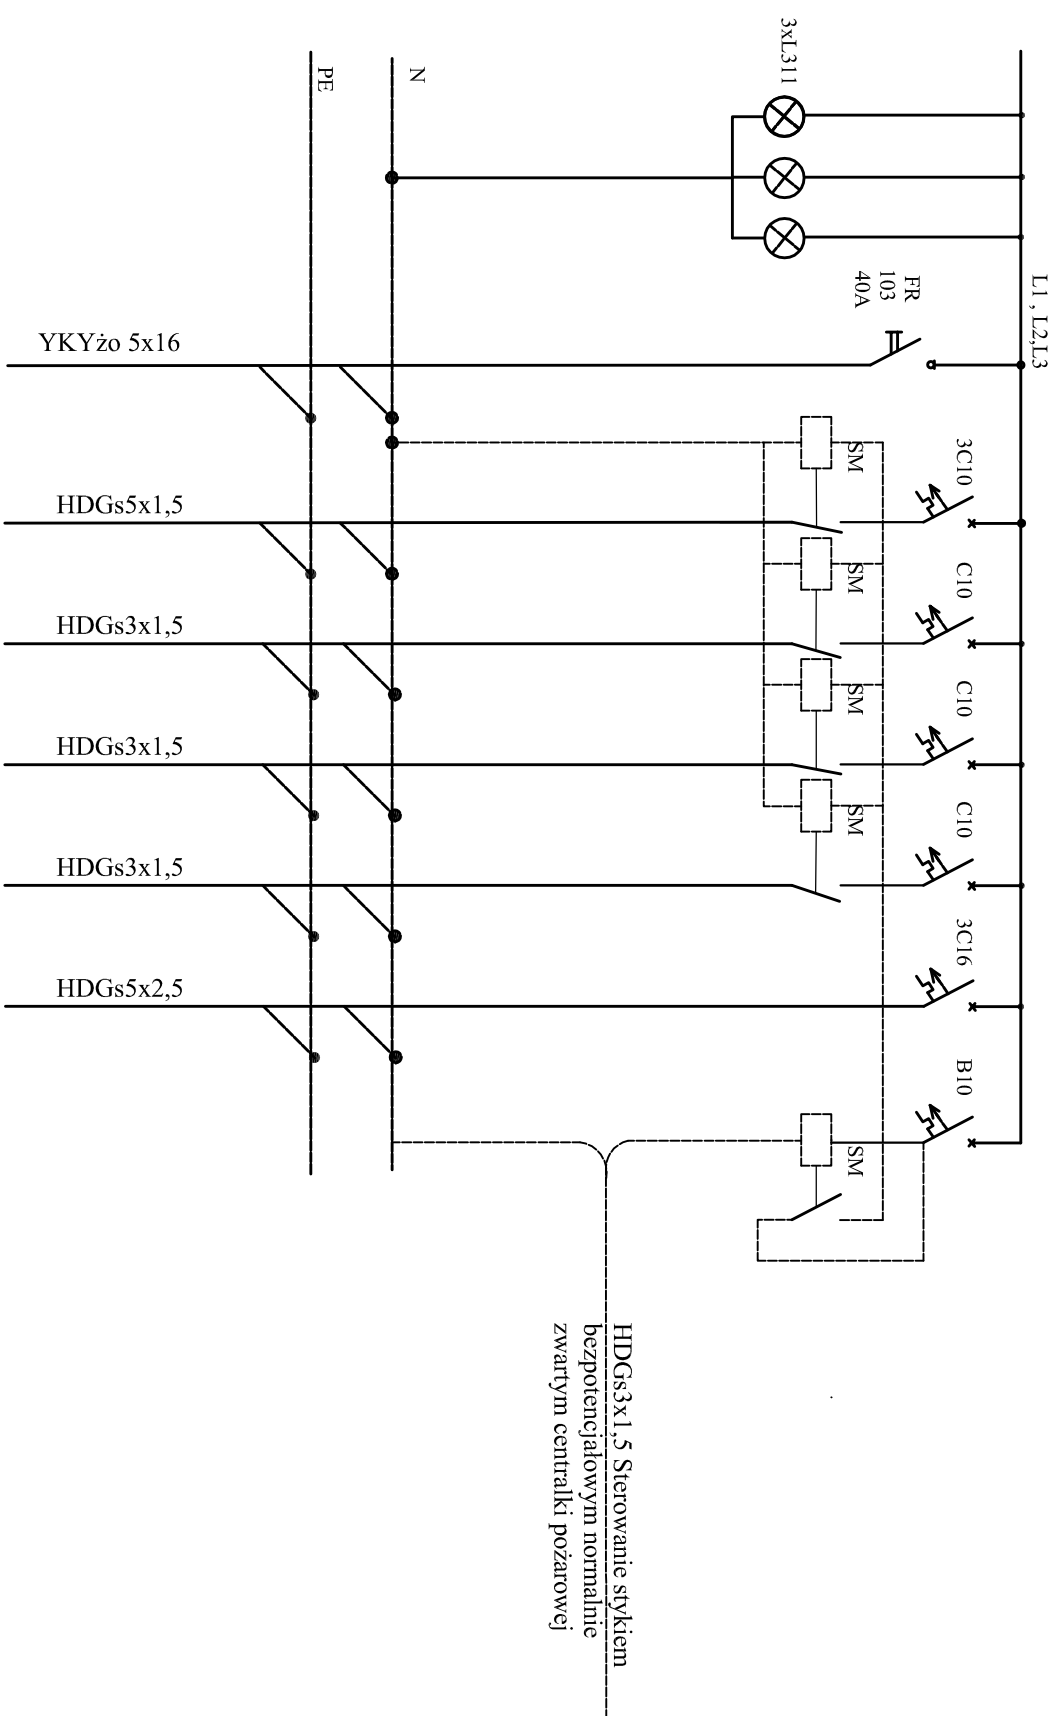 3xL311
L1 , L2,L3
FR
103
40A
N
PE
YKYżo 5x16
3C10
SM
HDGs5x1,5
C10
SM
HDGs3x1,5
C10
SM
HDGs3x1,5
C10
SM
HDGs3x1,5
3C16
HDGs5x2,5
B10
SM
HDGs3x1,5 Sterowanie stykiem
bezpotencjałowym normalnie
zwartym centralki pożarowej